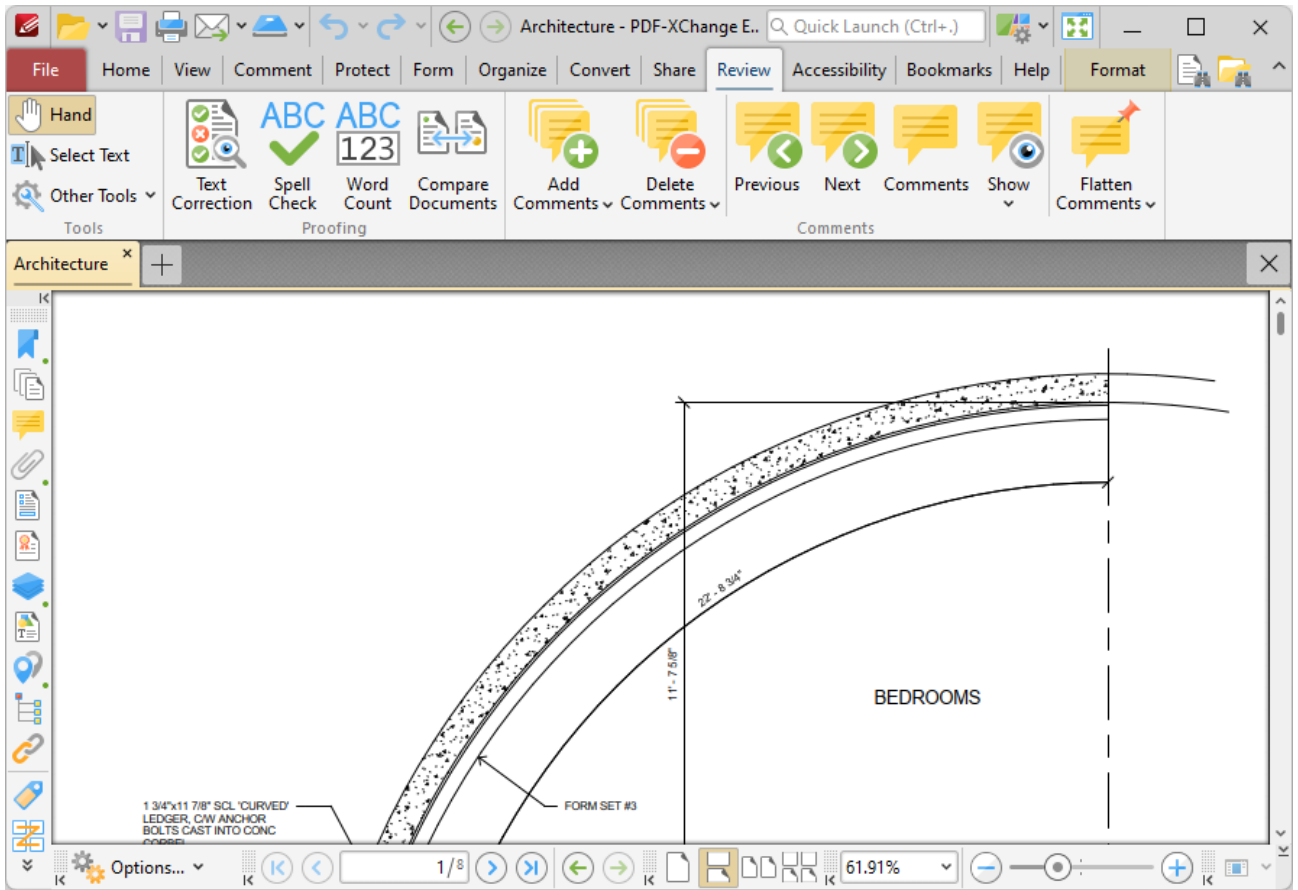 Architecture - PDF-XChange E..
Quick Launch (Ctrl+.)
File Home View Comment Protect Form Organize Convert Share Review Accessibility Bookmarks Help Format
Hand
Select Text
Other Tools
Tools
ABC
ABC
123
Text
Correction
Spell
Check
Word
Count
Compare
Documents
Proofing
Add
Comments
Delete
Comments
Previous
Next
Comments
Show
Flatten
Comments
Comments
Architecture
22' - 8 3/4"
11' - 7 5/8"
BEDROOMS
FORM SET #3
1 3/4"x11 7/8" SCL 'CURVED'
LEDGER, C/W ANCHOR
BOLTS CAST INTO CONC
CORBEL
Options...
1/8
61.91%